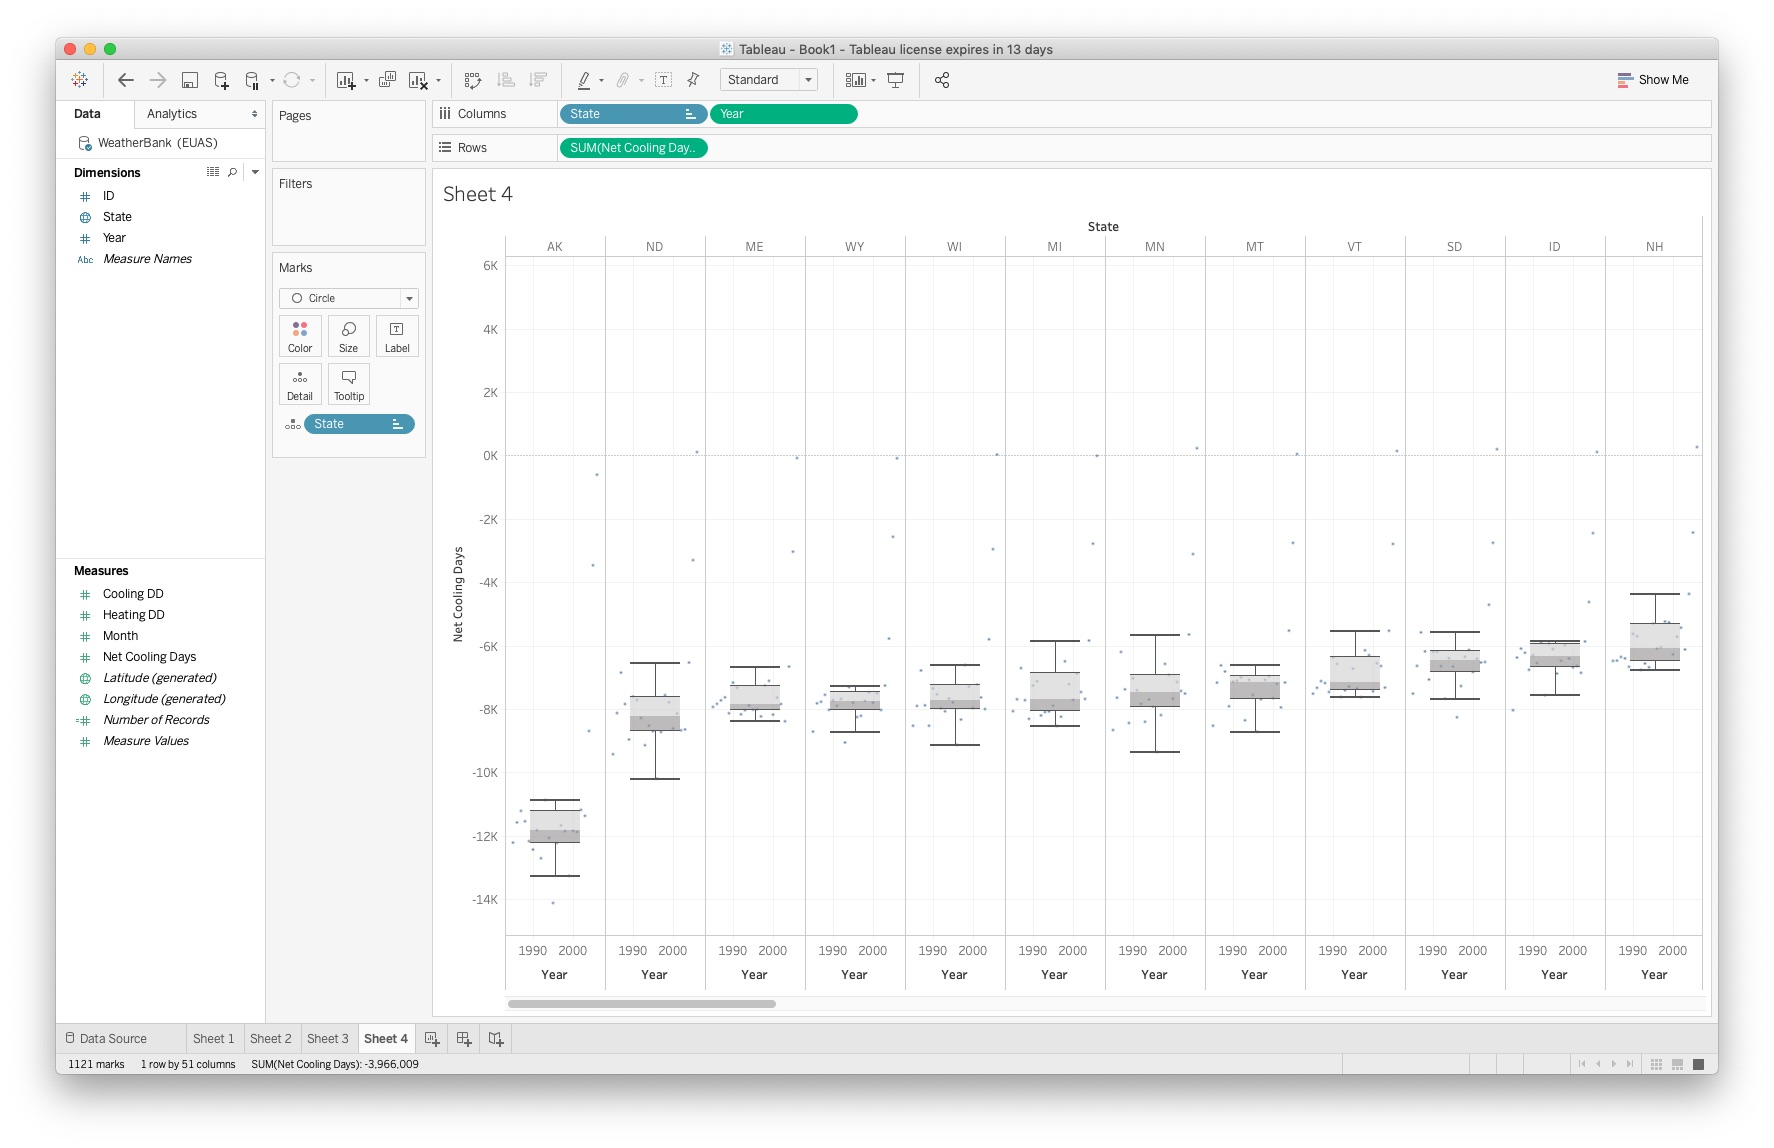 Tableau - Book1 - Tableau license expires in 13 days
Standard
Show Me
Data
Analytics
WeatherBank (EUAS)
Dimensions
ID
State
Year
Abc Measure Names
Measures
Cooling DD
Heating DD
Month
Net Cooling Days
Latitude (generated)
Longitude (generated)
Number of Records
Measure Values
Pages
Filters
Marks
Circle
Color Size Label
Detail Tooltip
State
Columns State Year
Rows SUM(Net Cooling Day..
Sheet 4
State
AK ND ME WY WI MI MN MT VT SD ID NH
6K
4K
2K
0K
-2K
-4K
-6K
-8K
-10K
-12K
-14K
Net Cooling Days
1990 2000 1990 2000 1990 2000 1990 2000 1990 2000 1990 2000 1990 2000 1990 2000 1990 2000 1990 2000 1990 2000 1990 2000
Year Year Year Year Year Year Year Year Year Year Year Year
Data Source Sheet 1 Sheet 2 Sheet 3 Sheet 4
1121 marks 1 row by 51 columns SUM(Net Cooling Days): -3,966,009